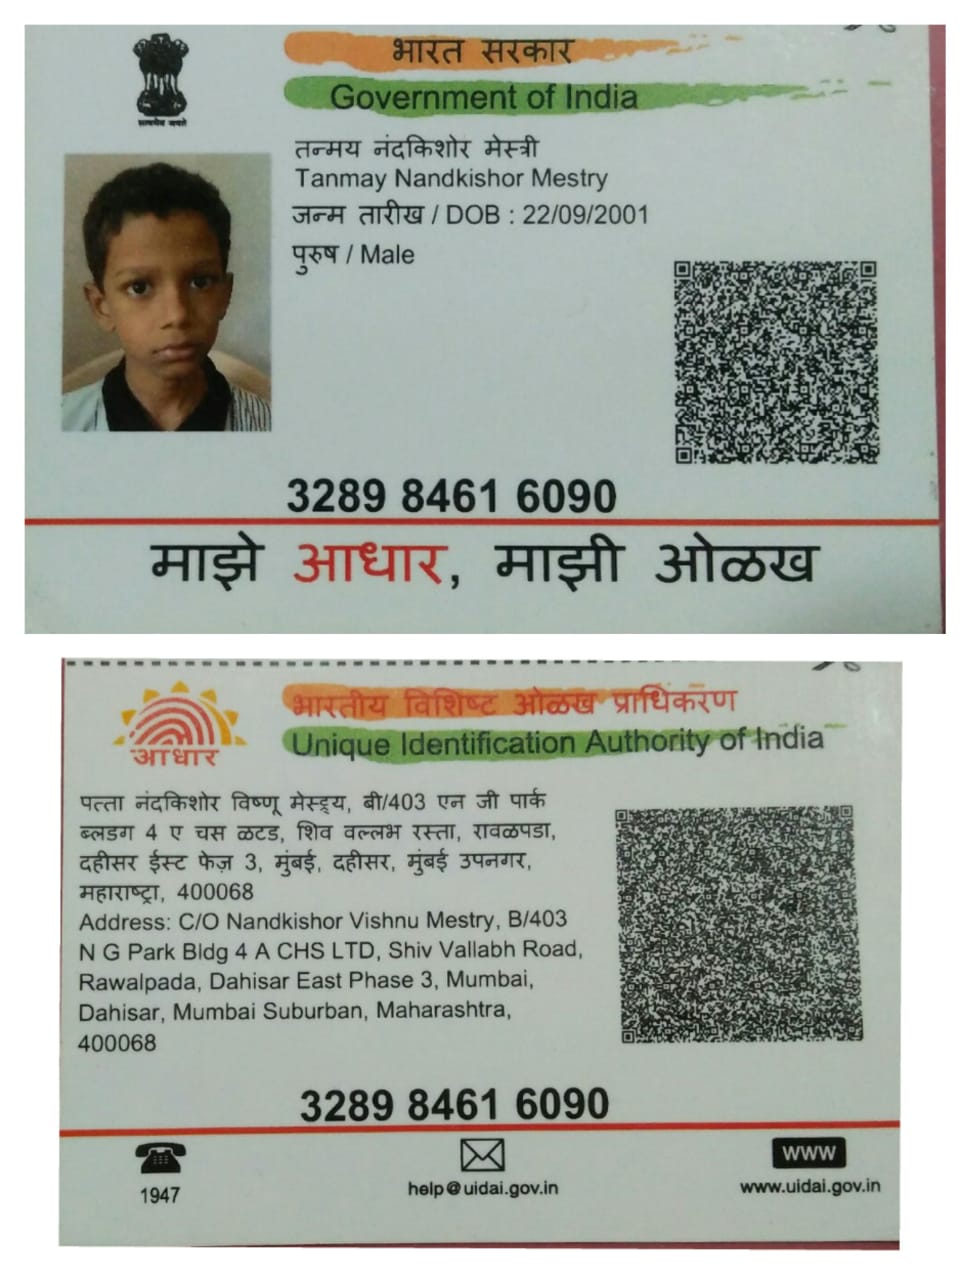 भारत सरकार
Government of India
सत्यमेव जयते
तन्मय नंदकिशोर मेस्त्री
Tanmay Nandkishor Mestry
जन्म तारीख / DOB : 22/09/2001
पुरुष / Male
3289 8461 6090
माझे आधार, माझी ओळख
आधार
भारतीय विशिष्ट ओळख प्राधिकरण
Unique Identification Authority of India
पत्ता नंदकिशोर विष्णू मेस्ट्र्य, बी/403 एन जी पार्क
ब्लडग 4 ए चस ळटड, शिव वल्लभ रस्ता, रावळपडा,
दहीसर ईस्ट फेज़ 3, मुंबई, दहीसर, मुंबई उपनगर,
महाराष्ट्रा, 400068
Address: C/O Nandkishor Vishnu Mestry, B/403
N G Park Bldg 4 A CHS LTD, Shiv Vallabh Road,
Rawalpada, Dahisar East Phase 3, Mumbai,
Dahisar, Mumbai Suburban, Maharashtra,
400068
3289 8461 6090
1947
help@uidai.gov.in
www
www.uidai.gov.in